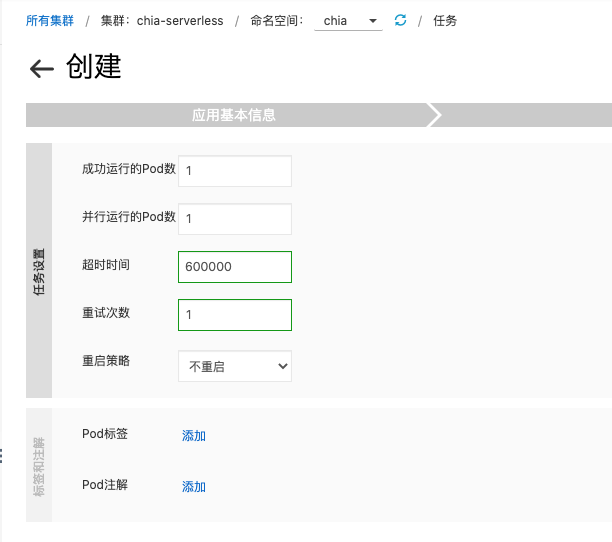 所有集群 / 集群：chia-serverless / 命名空间： chia / 任务
创建
应用基本信息
任务设置
成功运行的Pod数 1
并行运行的Pod数 1
超时时间 600000
重试次数 1
重启策略 不重启
标签和注解
Pod标签 添加
Pod注解 添加